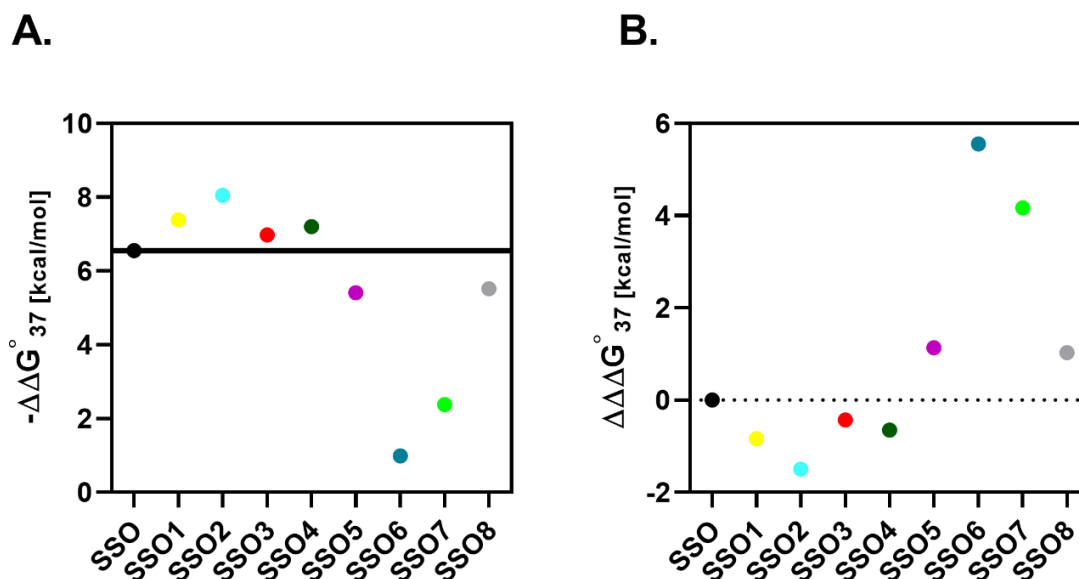 A.
B.
-ΔΔG°37 [kcal/mol]
10
8
6
4
2
0
SSO
SSO1
SSO2
SSO3
SSO4
SSO5
SSO6
SSO7
SSO8
ΔΔΔG°37 [kcal/mol]
6
4
2
0
-2
SSO
SSO1
SSO2
SSO3
SSO4
SSO5
SSO6
SSO7
SSO8